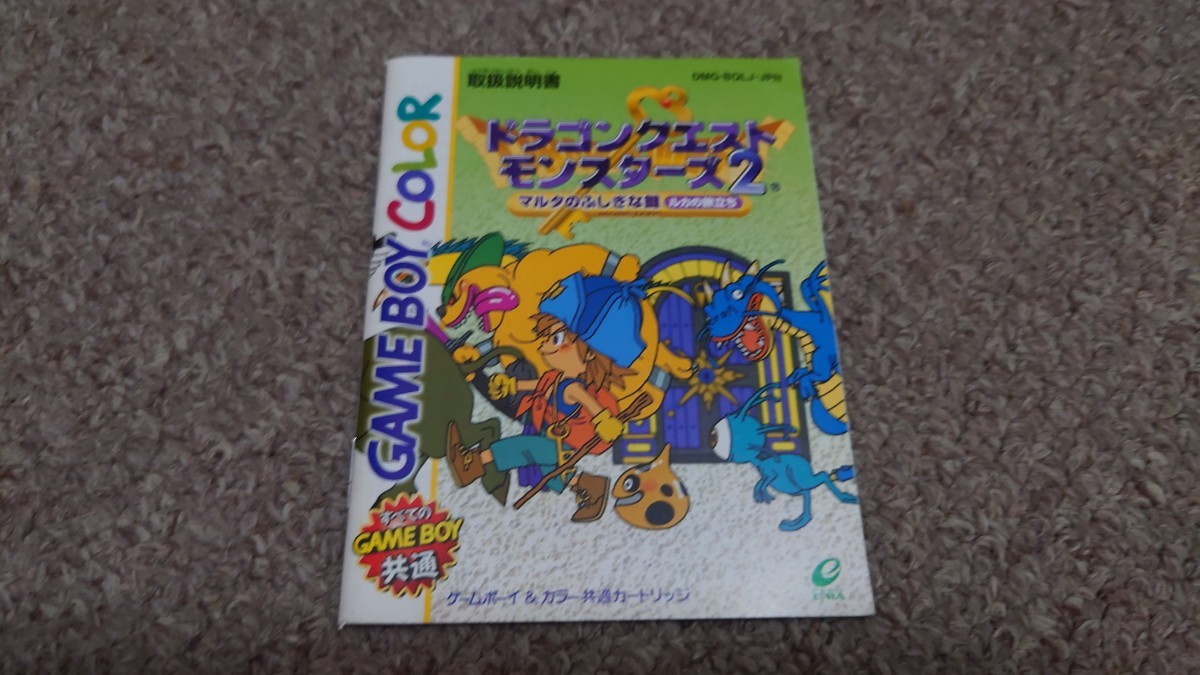 取扱説明書
DMG-BQLJ-JPN
ドラゴンクエスト
モンスターズ2
マルタのふしぎな鍵 ルカの旅立ち
GAME BOY COLOR
すべての
GAME BOY
共通
ゲームボーイ&カラー共通カートリッジ